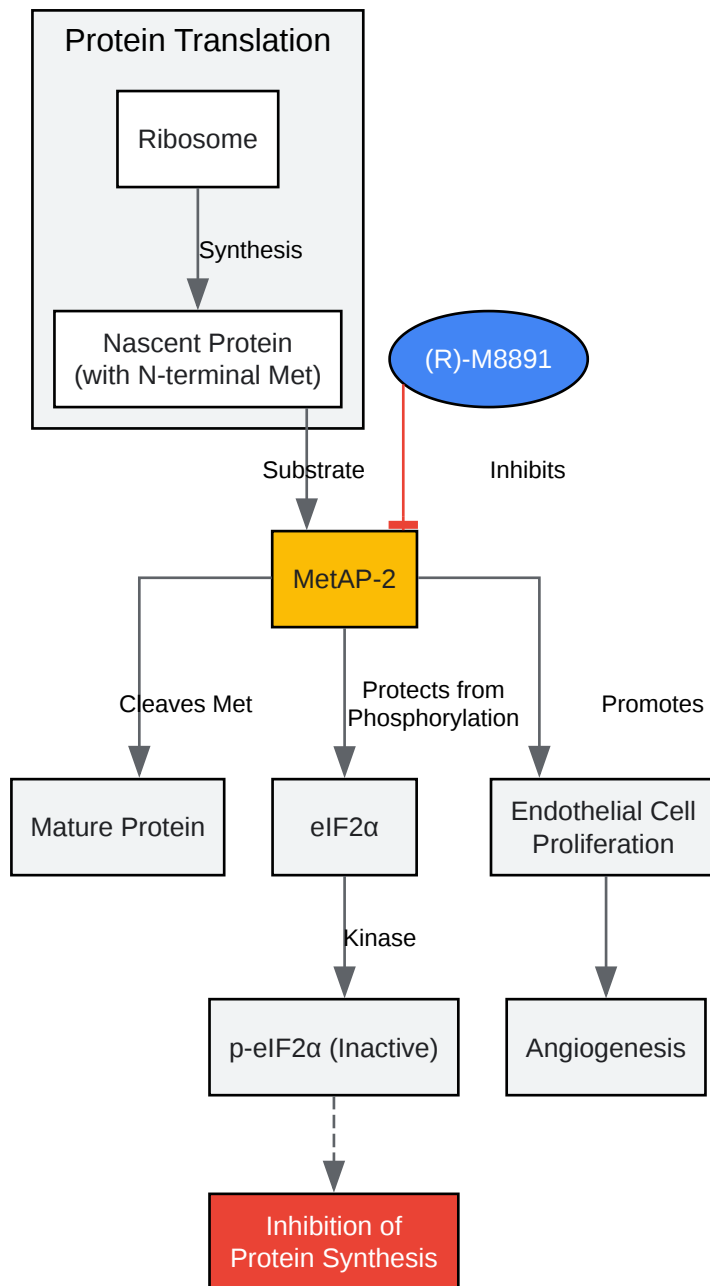 Protein Translation
Ribosome
Synthesis
Nascent Protein
(with N-terminal Met)
(R)-M8891
Substrate
Inhibits
MetAP-2
Cleaves Met
Protects from
Phosphorylation
Promotes
Mature Protein
eIF2α
Endothelial Cell
Proliferation
Kinase
p-eIF2α (Inactive)
Angiogenesis
Inhibition of
Protein Synthesis